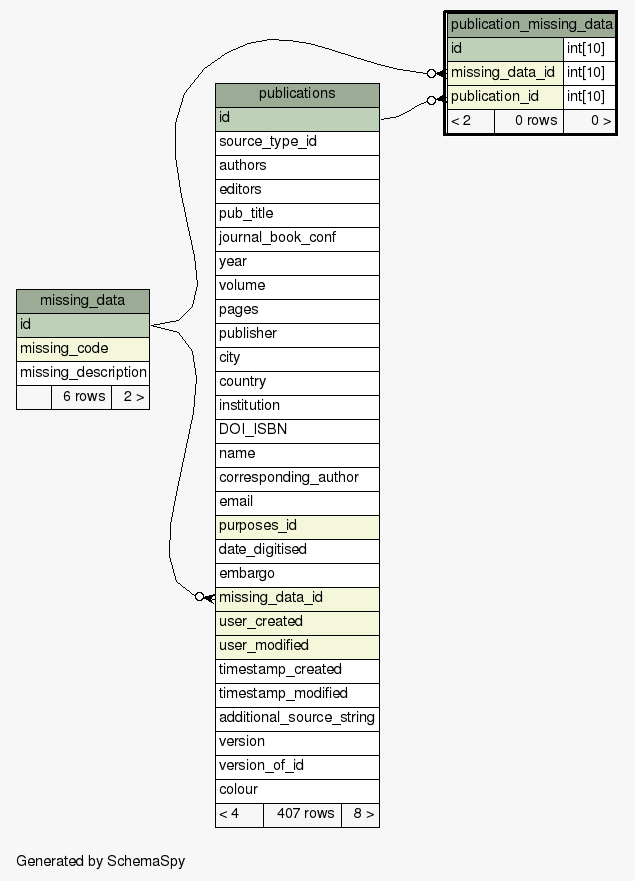 publication_missing_data
id int[10]
missing_data_id int[10]
publication_id int[10]
< 2 0 rows 0 >
publications
id
source_type_id
authors
editors
pub_title
journal_book_conf
year
volume
pages
publisher
city
country
institution
DOI_ISBN
name
corresponding_author
email
purposes_id
date_digitised
embargo
missing_data_id
user_created
user_modified
timestamp_created
timestamp_modified
additional_source_string
version
version_of_id
colour
< 4 407 rows 8 >
missing_data
id
missing_code
missing_description
6 rows 2 >
Generated by SchemaSpy